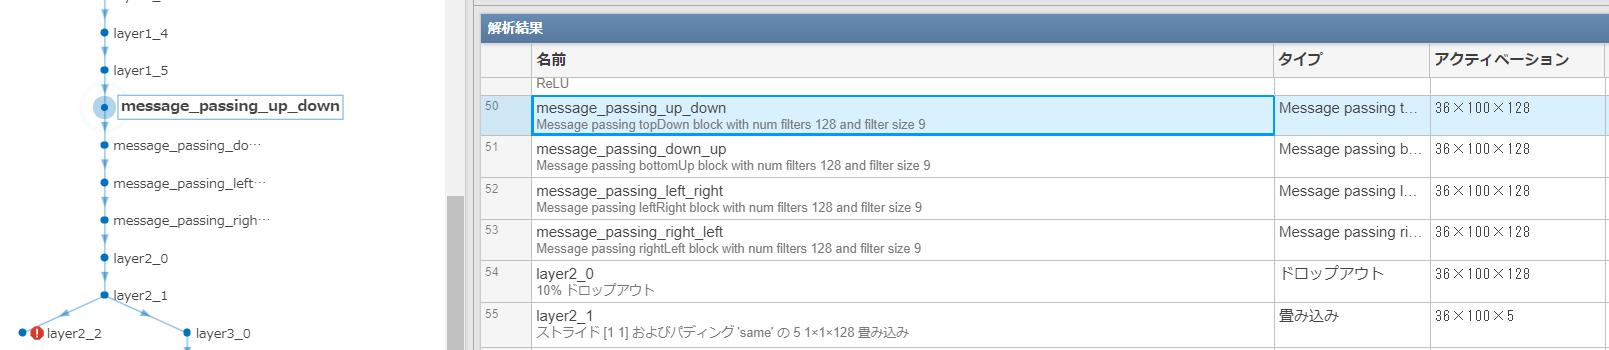 layer1_4
layer1_5
message_passing_up_down
message_passing_do…
message_passing_left…
message_passing_righ…
layer2_0
layer2_1
layer2_2
layer3_0
解析結果
名前 タイプ アクティベーション
ReLU
50 message_passing_up_down Message passing t... 36×100×128
Message passing topDown block with num filters 128 and filter size 9
51 message_passing_down_up Message passing b... 36×100×128
Message passing bottomUp block with num filters 128 and filter size 9
52 message_passing_left_right Message passing l... 36×100×128
Message passing leftRight block with num filters 128 and filter size 9
53 message_passing_right_left Message passing ri... 36×100×128
Message passing rightLeft block with num filters 128 and filter size 9
54 layer2_0 ドロップアウト 36×100×128
10% ドロップアウト
55 layer2_1 畳み込み 36×100×5
ストライド [1 1] およびパディング 'same' の 5 1×1×128 畳み込み